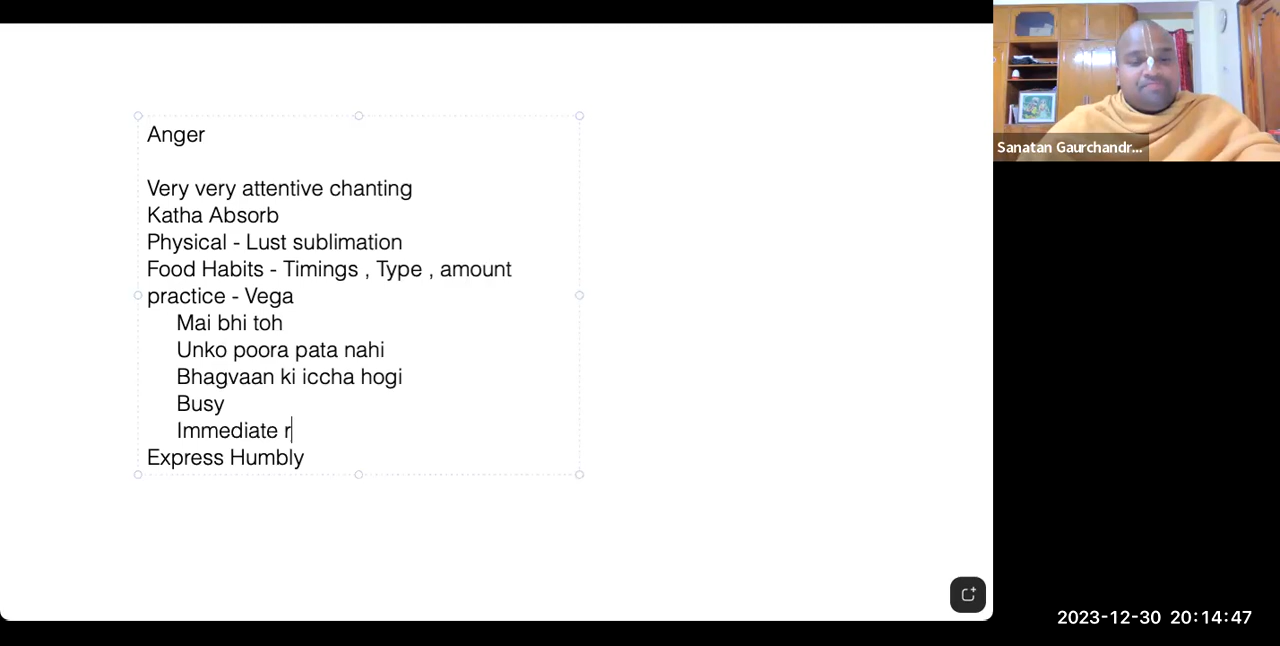 Anger
Very very attentive chanting
Katha Absorb
Physical - Lust sublimation
Food Habits - Timings , Type , amount
practice - Vega
Mai bhi toh
Unko poora pata nahi
Bhagvaan ki iccha hogi
Busy
Immediate r
Express Humbly
Sanatan Gaurchandr...
2023-12-30 20:14:47